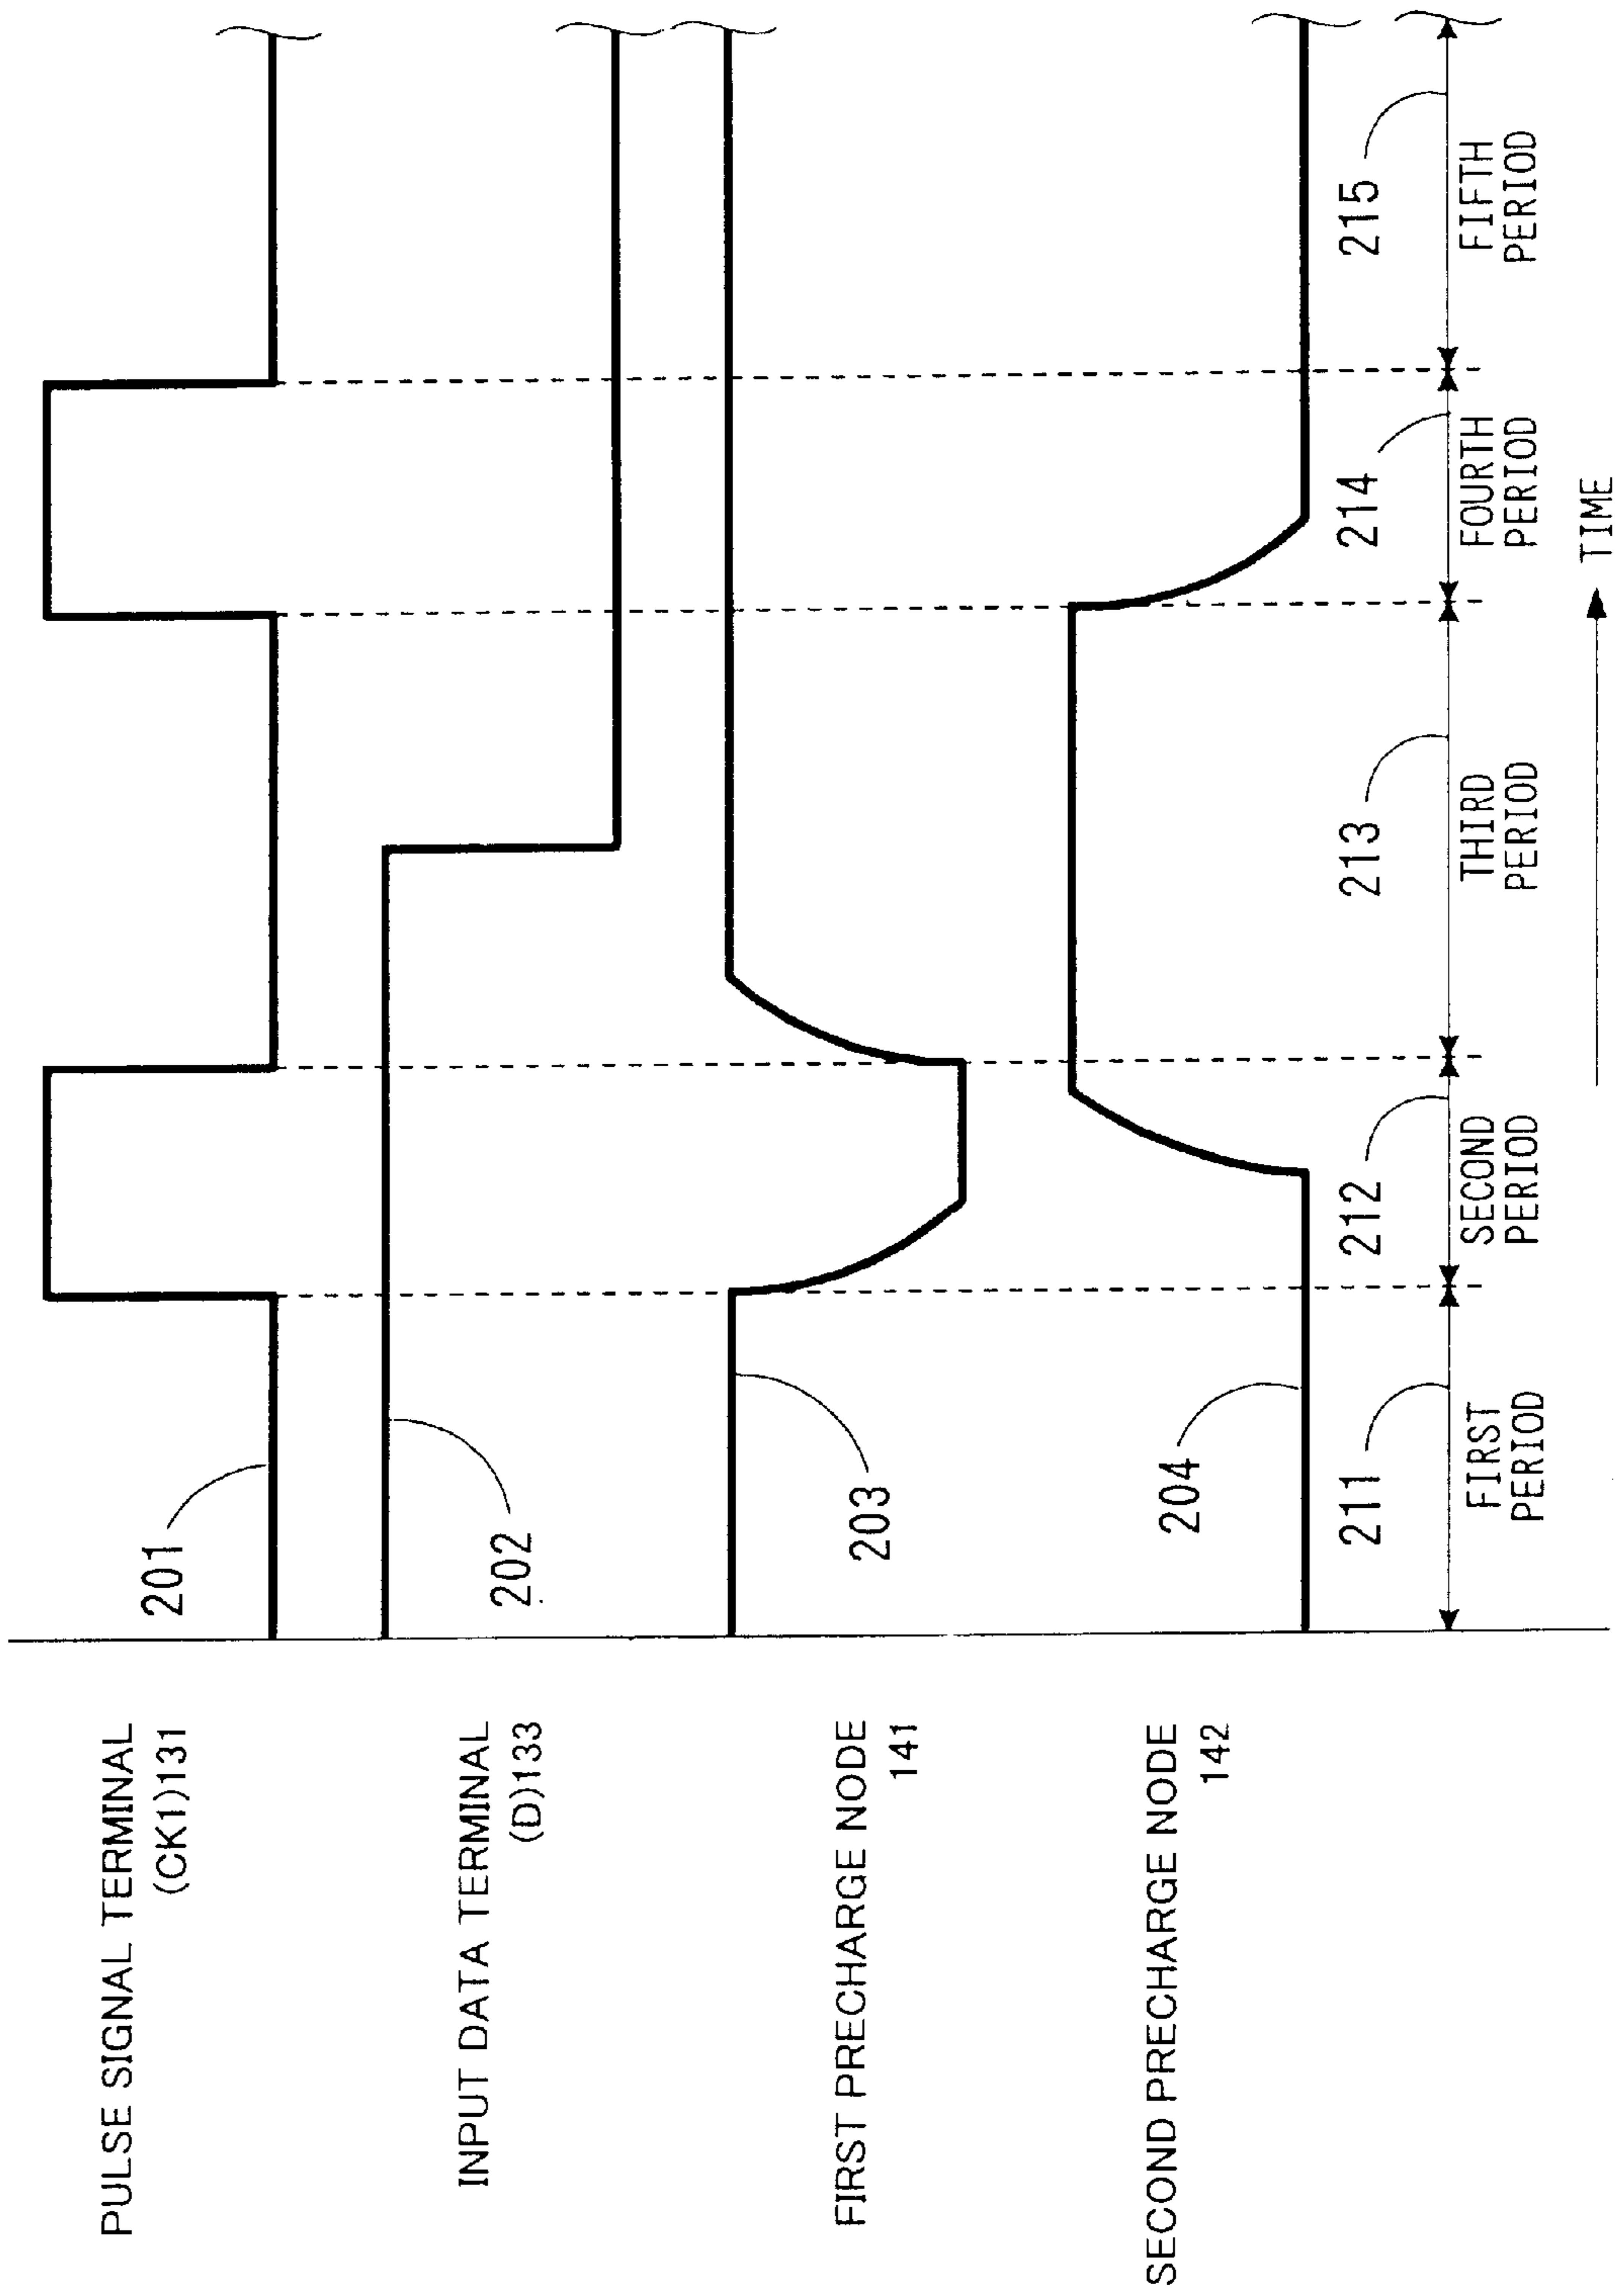 PULSE SIGNAL TERMINAL
(CK1)131
201
INPUT DATA TERMINAL
(D)133
202
FIRST PRECHARGE NODE
141
203
SECOND PRECHARGE NODE
142
204
211
212
213
214
215
FIRST
PERIOD
SECOND
PERIOD
THIRD
PERIOD
FOURTH
PERIOD
FIFTH
PERIOD
TIME